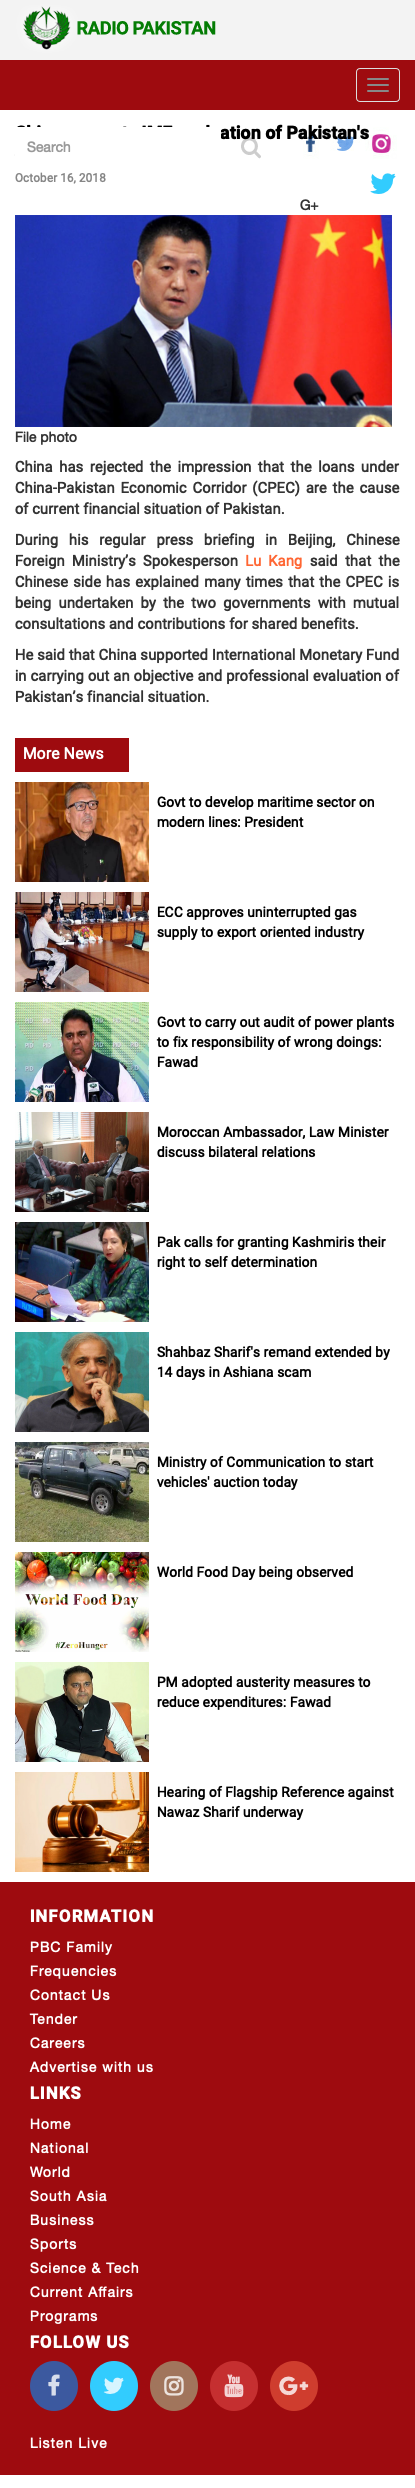 RADIO PAKISTAN
ation of Pakistan's
Search
October 16, 2018
G+
File photo
China has rejected the impression that the loans under
China-Pakistan Economic Corridor (CPEC) are the cause
of current financial situation of Pakistan.
During his regular press briefing in Beijing, Chinese
Foreign Ministry's Spokesperson Lu Kang said that the
Chinese side has explained many times that the CPEC is
being undertaken by the two governments with mutual
consultations and contributions for shared benefits.
He said that China supported International Monetary Fund
in carrying out an objective and professional evaluation of
Pakistan's financial situation.
More News
Govt to develop maritime sector on
modern lines: President
ECC approves uninterrupted gas
supply to export oriented industry
Govt to carry out audit of power plants
to fix responsibility of wrong doings:
Fawad
Moroccan Ambassador, Law Minister
discuss bilateral relations
Pak calls for granting Kashmiris their
right to self determination
Shahbaz Sharif's remand extended by
14 days in Ashiana scam
Ministry of Communication to start
vehicles' auction today
World Food Day being observed
World Food Day
#ZeroHunger
PM adopted austerity measures to
reduce expenditures: Fawad
Hearing of Flagship Reference against
Nawaz Sharif underway
INFORMATION
PBC Family
Frequencies
Contact Us
Tender
Careers
Advertise with us
LINKS
Home
National
World
South Asia
Business
Sports
Science & Tech
Current Affairs
Programs
FOLLOW US
You Tube
G+
Listen Live